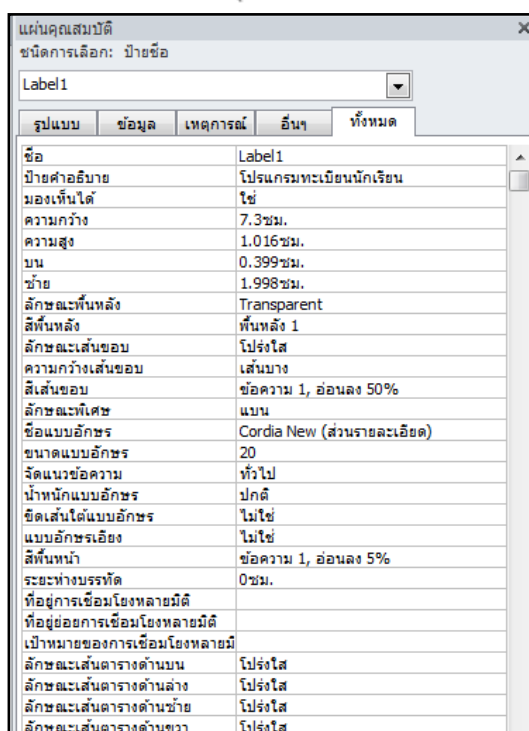 แผ่นคุณสมบัติ
ชนิดการเลือก: ป้ายชื่อ
Label1
รูปแบบ ข้อมูล เหตุการณ์ อื่นๆ ทั้งหมด
ชื่อ Label1
ป้ายคำอธิบาย โปรแกรมทะเบียนนักเรียน
มองเห็นได้ ใช่
ความกว้าง 7.3ซม.
ความสูง 1.016ซม.
บน 0.399ซม.
ซ้าย 1.998ซม.
ลักษณะพื้นหลัง Transparent
สีพื้นหลัง พื้นหลัง 1
ลักษณะเส้นขอบ โปร่งใส
ความกว้างเส้นขอบ เส้นบาง
สีเส้นขอบ ข้อความ 1, อ่อนลง 50%
ลักษณะพิเศษ แบน
ชื่อแบบอักษร Cordia New (ส่วนรายละเอียด)
ขนาดแบบอักษร 20
จัดแนวข้อความ ทั่วไป
น้ำหนักแบบอักษร ปกติ
ขีดเส้นใต้แบบอักษร ไม่ใช่
แบบอักษรเอียง ไม่ใช่
สีพื้นหน้า ข้อความ 1, อ่อนลง 5%
ระยะห่างบรรทัด 0ซม.
ที่อยู่การเชื่อมโยงหลายมิติ
ที่อยู่ย่อยการเชื่อมโยงหลายมิติ
เป้าหมายของการเชื่อมโยงหลายมิ
ลักษณะเส้นตารางด้านบน โปร่งใส
ลักษณะเส้นตารางด้านล่าง โปร่งใส
ลักษณะเส้นตารางด้านซ้าย โปร่งใส
ลักษณะเส้นตารางด้านขวา โปร่งใส